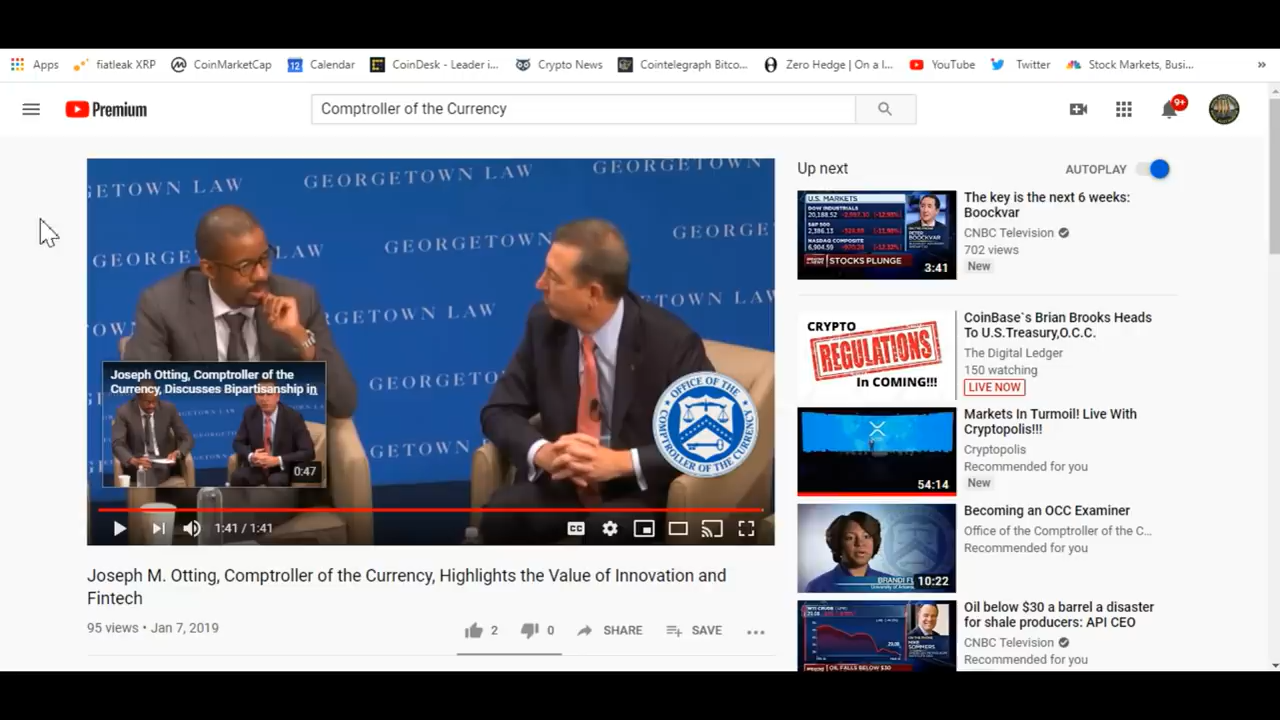 Apps fiatleak XRP CoinMarketCap Calendar CoinDesk - Leader i... Crypto News Cointelegraph Bitco... Zero Hedge | On a l... YouTube Twitter Stock Markets, Busi... »
Premium
Comptroller of the Currency
9+
GEORGETOWN LAW
GEORGETOWN LAW
GEORGETOWN
GEORGETOWN LAW
GEORGETOWN
GEORG
Joseph Otting, Comptroller of the
Currency, Discusses Bipartisanship in
0:47
OFFICE OF THE
COMPTROLLER OF THE CURRENCY
1:41 / 1:41
CC
Joseph M. Otting, Comptroller of the Currency, Highlights the Value of Innovation and
Fintech
95 views • Jan 7, 2019
2 0 SHARE SAVE ...
Up next
AUTOPLAY
U.S. MARKETS
STOCKS PLUNGE
3:41
The key is the next 6 weeks:
Boockvar
CNBC Television
702 views
New
CRYPTO
REGULATIONS
In COMING!!!
CoinBase`s Brian Brooks Heads
To U.S.Treasury,O.C.C.
The Digital Ledger
150 watching
LIVE NOW
54:14
Markets In Turmoil! Live With
Cryptopolis!!!
Cryptopolis
Recommended for you
New
10:22
Becoming an OCC Examiner
Office of the Comptroller of the C...
Recommended for you
Oil below $30 a barrel a disaster
for shale producers: API CEO
CNBC Television
Recommended for you